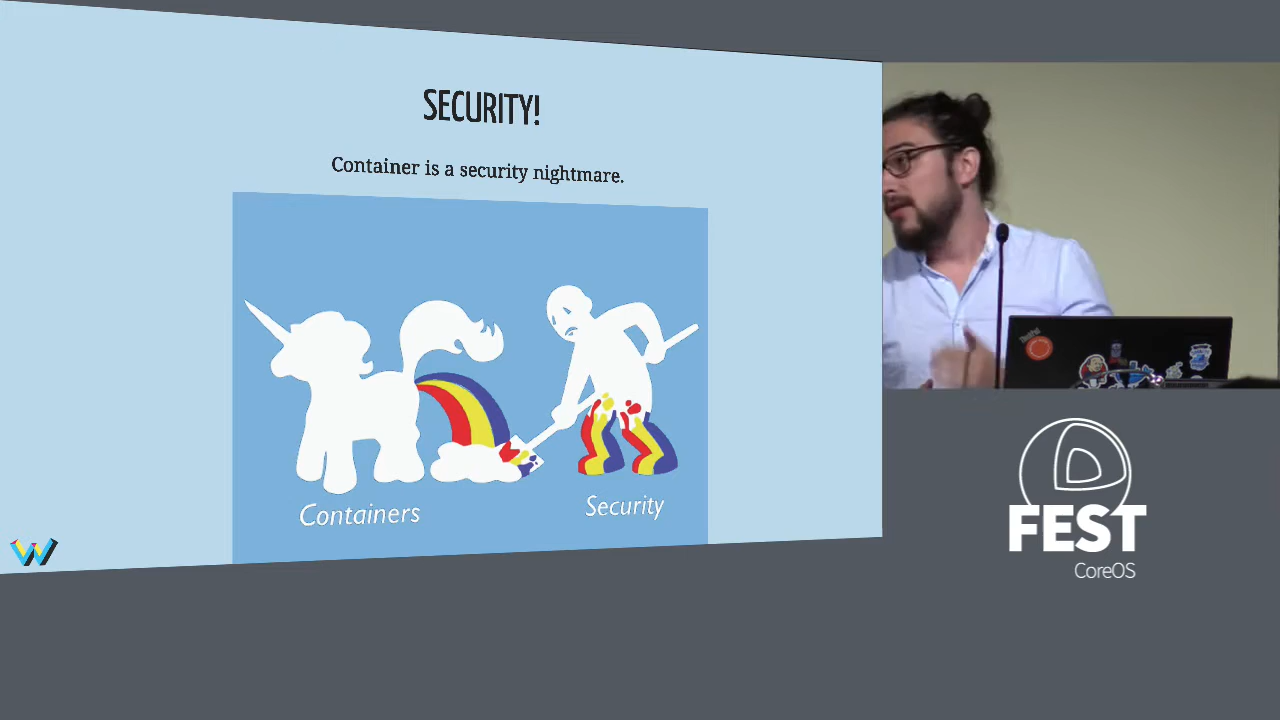 SECURITY!
Container is a security nightmare.
Containers
Security
FEST
CoreOS